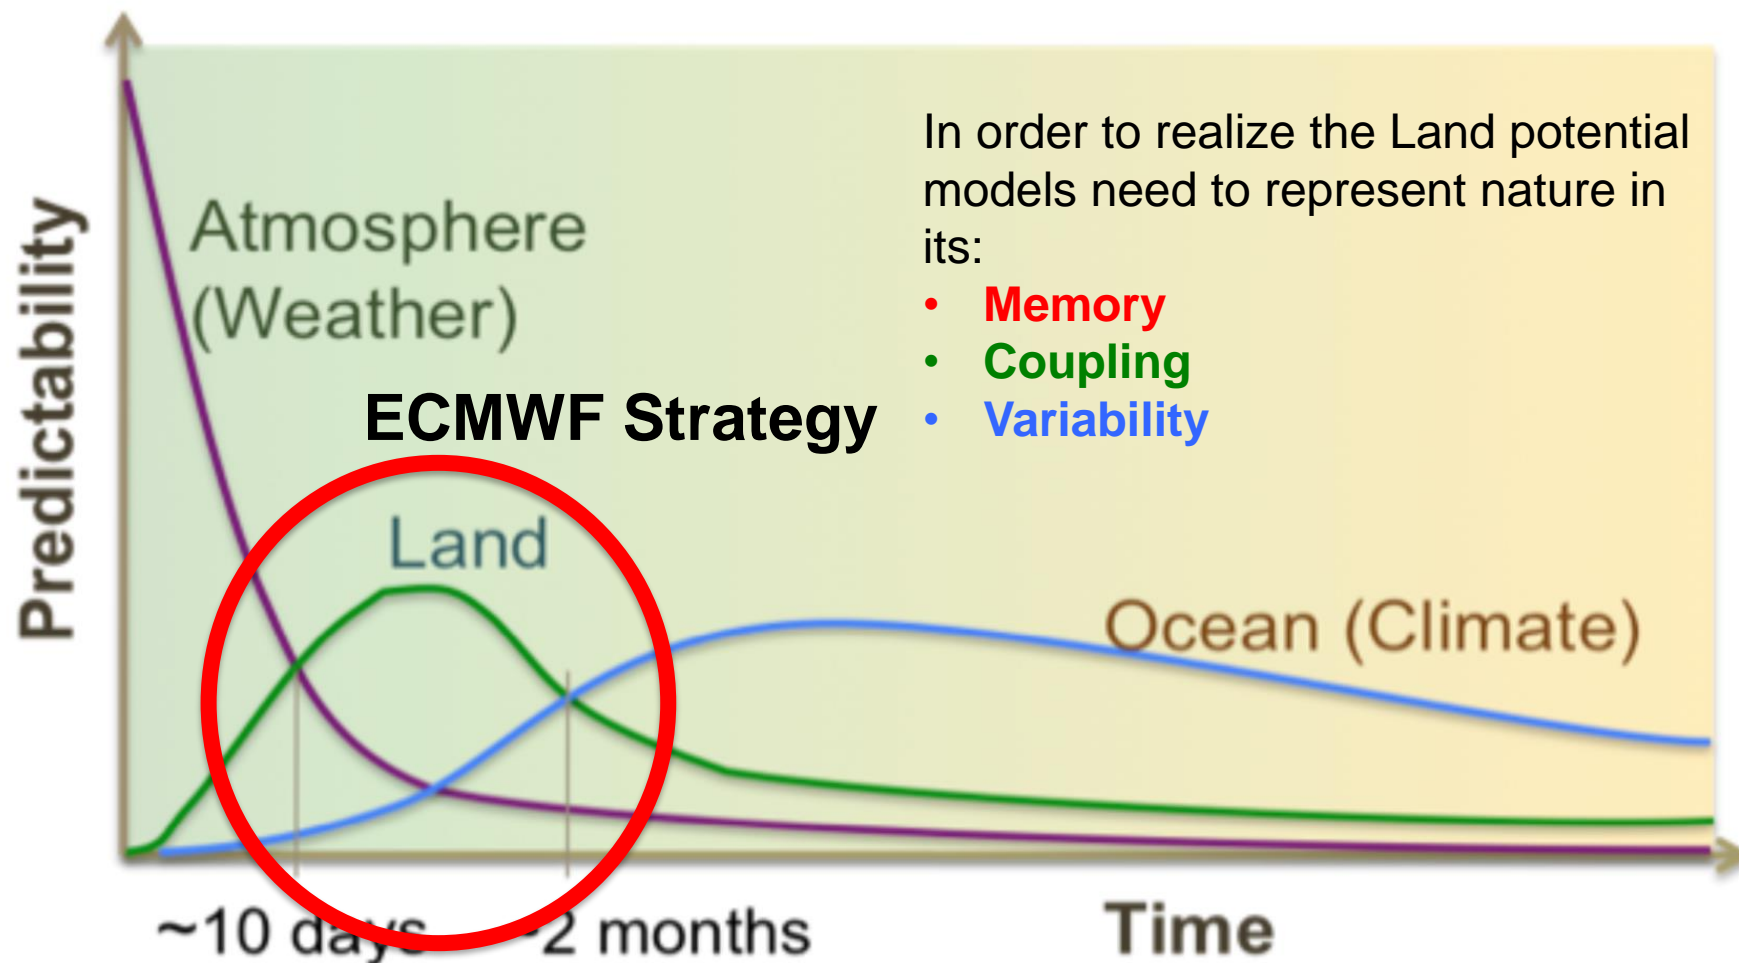 Predictability
Atmosphere
(Weather)
In order to realize the Land potential
models need to represent nature in
its:
• Memory
• Coupling
• Variability
ECMWF Strategy
Land
Ocean (Climate)
~10 days
~2 months
Time